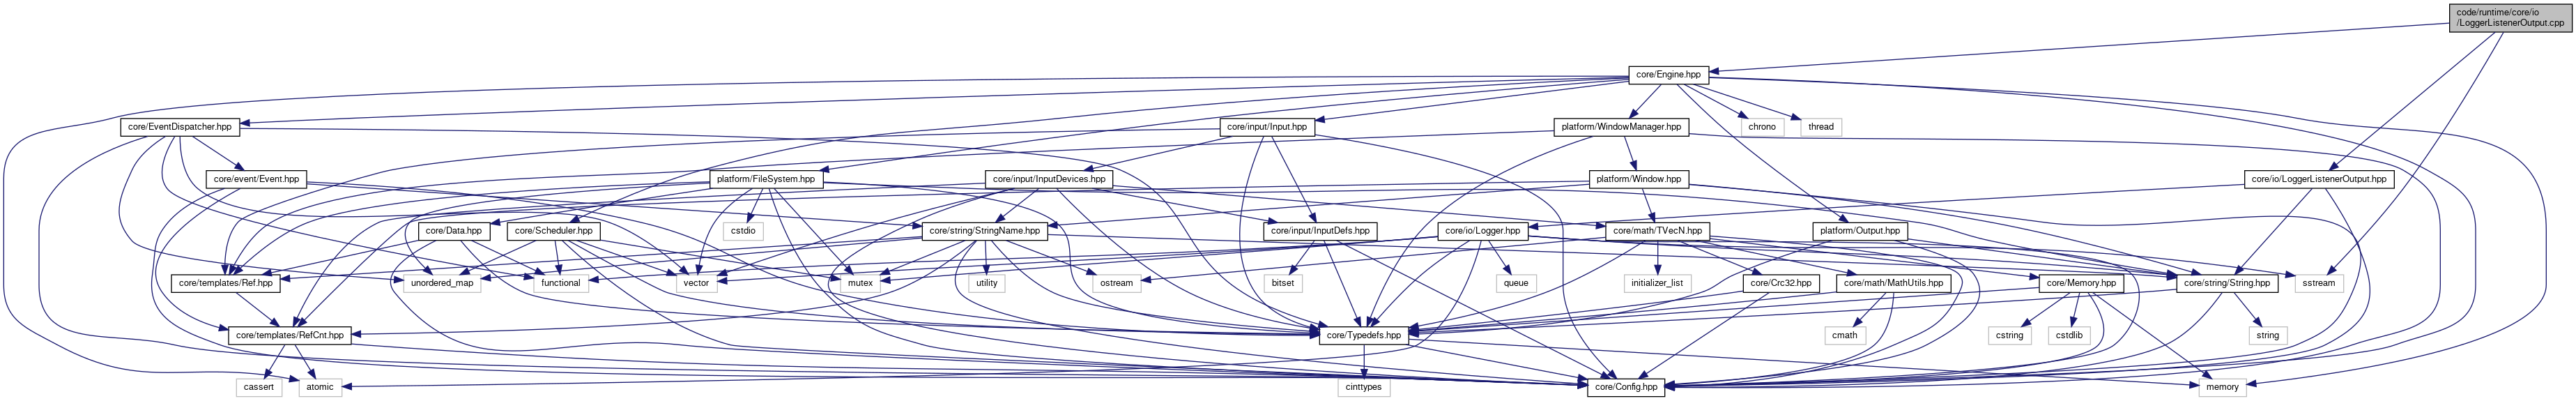 code/runtime/core/io
/LoggerListenerOutput.cpp
core/Engine.hpp
core/EventDispatcher.hpp
core/input/Input.hpp
platform/WindowManager.hpp
chrono
thread
core/event/Event.hpp
platform/FileSystem.hpp
core/input/InputDevices.hpp
platform/Window.hpp
core/io/LoggerListenerOutput.hpp
core/Data.hpp
core/Scheduler.hpp
cstdio
core/string/StringName.hpp
core/input/InputDefs.hpp
core/io/Logger.hpp
core/math/TVecN.hpp
platform/Output.hpp
core/templates/Ref.hpp
unordered_map
functional
vector
mutex
utility
ostream
bitset
queue
initializer_list
core/Crc32.hpp
core/math/MathUtils.hpp
core/Memory.hpp
core/string/String.hpp
sstream
core/templates/RefCnt.hpp
core/Typedefs.hpp
cmath
cstring
cstdlib
string
cassert
atomic
cinttypes
core/Config.hpp
memory